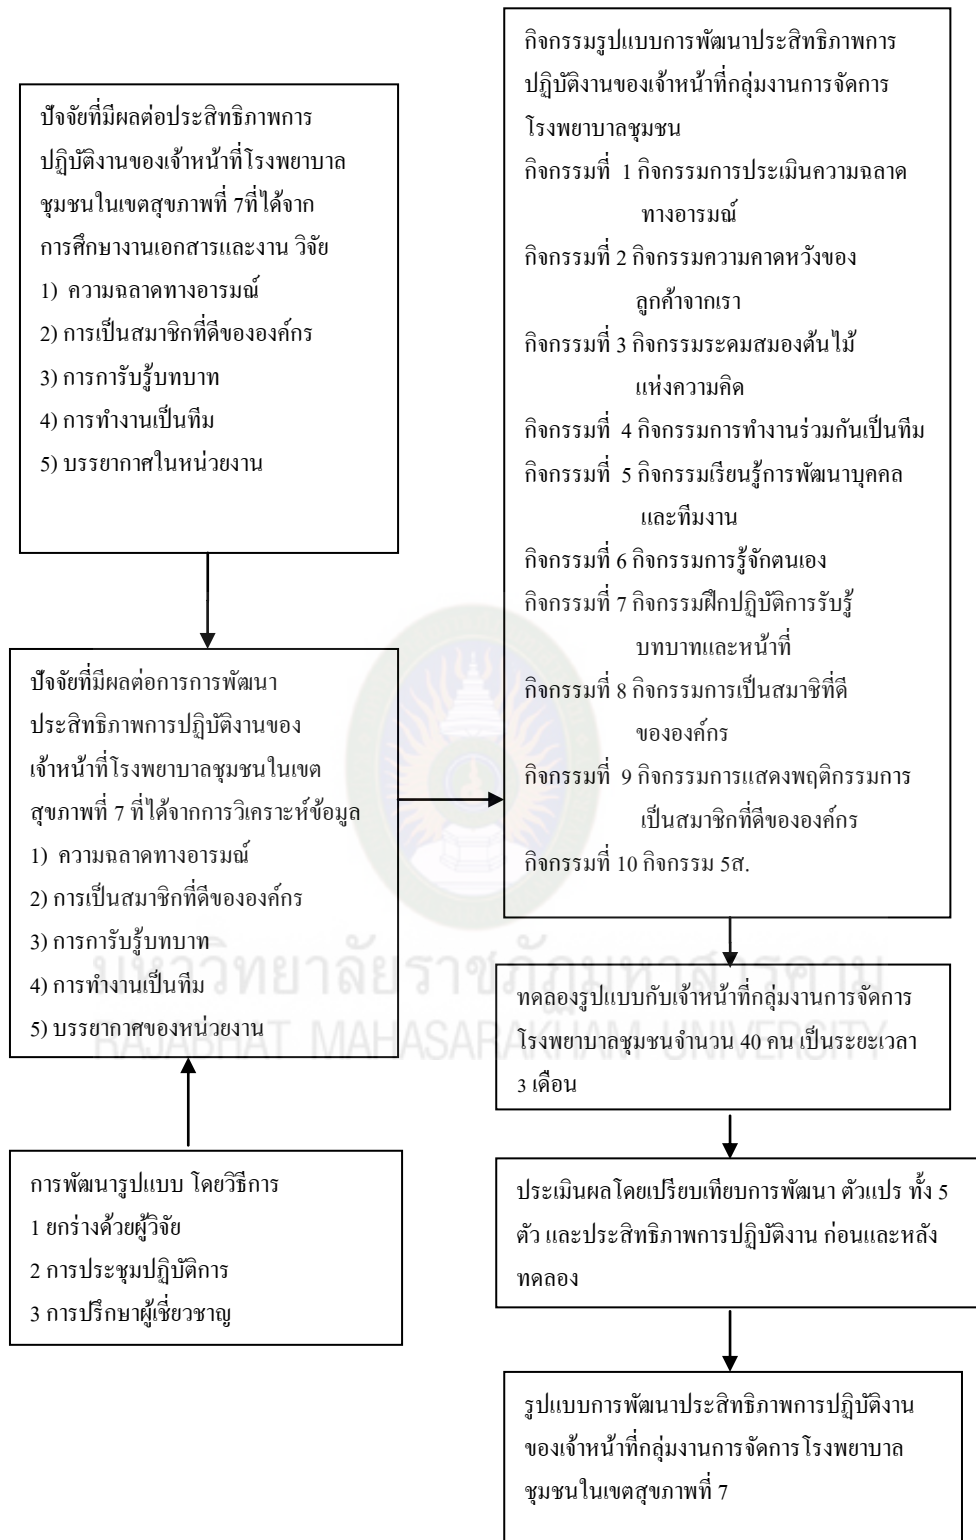 ปัจจัยที่มีผลต่อประสิทธิภาพการ
ปฏิบัติงานของเจ้าหน้าที่โรงพยาบาล
ชุมชนในเขตสุขภาพที่ 7ที่ได้จาก
การศึกษางานเอกสารและงาน วิจัย
1) ความฉลาดทางอารมณ์
2) การเป็นสมาชิกที่ดีขององค์กร
3) การการับรู้บทบาท
4) การทำงานเป็นทีม
5) บรรยากาศในหน่วยงาน
ปัจจัยที่มีผลต่อการการพัฒนา
ประสิทธิภาพการปฏิบัติงานของ
เจ้าหน้าที่โรงพยาบาลชุมชนในเขต
สุขภาพที่ 7 ที่ได้จากการวิเคราะห์ข้อมูล
1) ความฉลาดทางอารมณ์
2) การเป็นสมาชิกที่ดีขององค์กร
3) การการับรู้บทบาท
4) การทำงานเป็นทีม
5) บรรยากาศของหน่วยงาน
การพัฒนารูปแบบ โดยวิธีการ
1 ยกร่างด้วยผู้วิจัย
2 การประชุมปฏิบัติการ
3 การปรึกษาผู้เชี่ยวชาญ
กิจกรรมรูปแบบการพัฒนาประสิทธิภาพการ
ปฏิบัติงานของเจ้าหน้าที่กลุ่มงานการจัดการ
โรงพยาบาลชุมชน
กิจกรรมที่ 1 กิจกรรมการประเมินความฉลาด
ทางอารมณ์
กิจกรรมที่ 2 กิจกรรมความคาดหวังของ
ลูกค้าจากเรา
กิจกรรมที่ 3 กิจกรรมระดมสมองต้นไม้
แห่งความคิด
กิจกรรมที่ 4 กิจกรรมการทำงานร่วมกันเป็นทีม
กิจกรรมที่ 5 กิจกรรมเรียนรู้การพัฒนาบุคคล
และทีมงาน
กิจกรรมที่ 6 กิจกรรมการรู้จักตนเอง
กิจกรรมที่ 7 กิจกรรมฝึกปฏิบัติการรับรู้
บทบาทและหน้าที่
กิจกรรมที่ 8 กิจกรรมการเป็นสมาชิที่ดี
ขององค์กร
กิจกรรมที่ 9 กิจกรรมการแสดงพฤติกรรมการ
เป็นสมาชิกที่ดีขององค์กร
กิจกรรมที่ 10 กิจกรรม 5ส.
ทดลองรูปแบบกับเจ้าหน้าที่กลุ่มงานการจัดการ
โรงพยาบาลชุมชนจำนวน 40 คน เป็นระยะเวลา
3 เดือน
ประเมินผลโดยเปรียบเทียบการพัฒนา ตัวแปร ทั้ง 5
ตัว และประสิทธิภาพการปฏิบัติงาน ก่อนและหลัง
ทดลอง
รูปแบบการพัฒนาประสิทธิภาพการปฏิบัติงาน
ของเจ้าหน้าที่กลุ่มงานการจัดการโรงพยาบาล
ชุมชนในเขตสุขภาพที่ 7
มหาวิทยาลัยราชภัฏมหาสารคาม
RAJABHAT MAHASARAKHAM UNIVERSITY